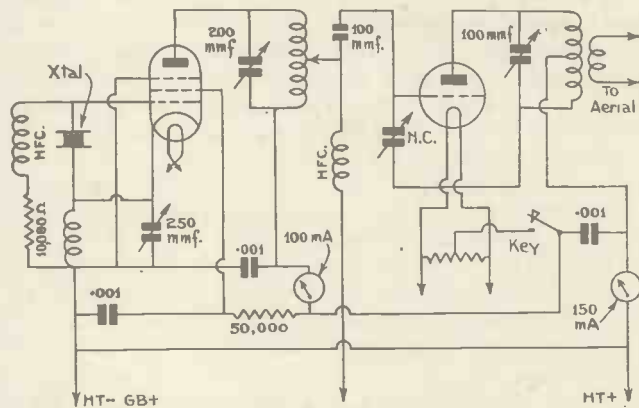 200
mmf.
100
mmf.
100 mmf
Xtal
To
Aerial
HFC.
N.C.
HFC.
10,000 Ω
250
mmf.
Key
·001
·001
100 mA
·001
50,000
150
mA
HT- GB+
HT+